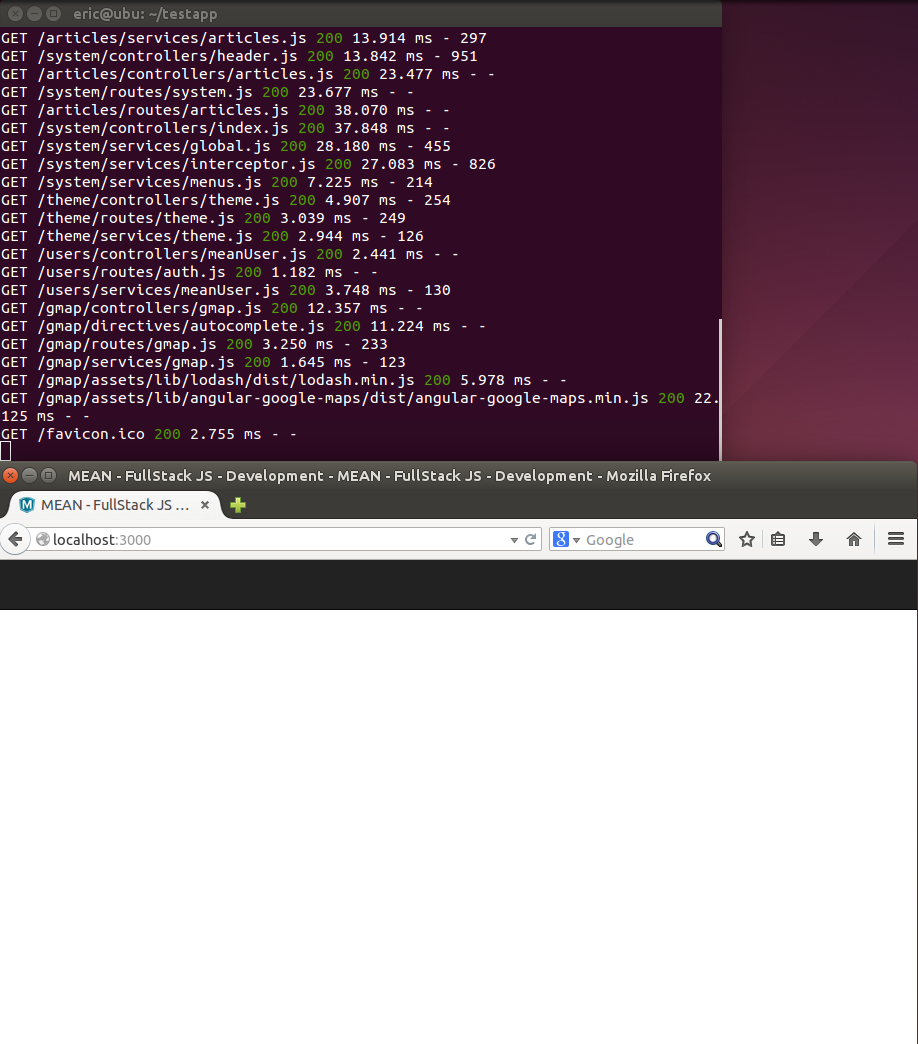 eric@ubu: ~/testapp
GET /articles/services/articles.js 200 13.914 ms - 297
GET /system/controllers/header.js 200 13.842 ms - 951
GET /articles/controllers/articles.js 200 23.477 ms - -
GET /system/routes/system.js 200 23.677 ms - -
GET /articles/routes/articles.js 200 38.070 ms - -
GET /system/controllers/index.js 200 37.848 ms - -
GET /system/services/global.js 200 28.180 ms - 455
GET /system/services/interceptor.js 200 27.083 ms - 826
GET /system/services/menus.js 200 7.225 ms - 214
GET /theme/controllers/theme.js 200 4.907 ms - 254
GET /theme/routes/theme.js 200 3.039 ms - 249
GET /theme/services/theme.js 200 2.944 ms - 126
GET /users/controllers/meanUser.js 200 2.441 ms - -
GET /users/routes/auth.js 200 1.182 ms - -
GET /users/services/meanUser.js 200 3.748 ms - 130
GET /gmap/controllers/gmap.js 200 12.357 ms - -
GET /gmap/directives/autocomplete.js 200 11.224 ms - -
GET /gmap/routes/gmap.js 200 3.250 ms - 233
GET /gmap/services/gmap.js 200 1.645 ms - 123
GET /gmap/assets/lib/lodash/dist/lodash.min.js 200 5.978 ms - -
GET /gmap/assets/lib/angular-google-maps/dist/angular-google-maps.min.js 200 22.
125 ms - -
GET /favicon.ico 200 2.755 ms - -
MEAN - FullStack JS - Development - MEAN - FullStack JS - Development - Mozilla Firefox
M MEAN - FullStack JS ...
localhost:3000
8 Google